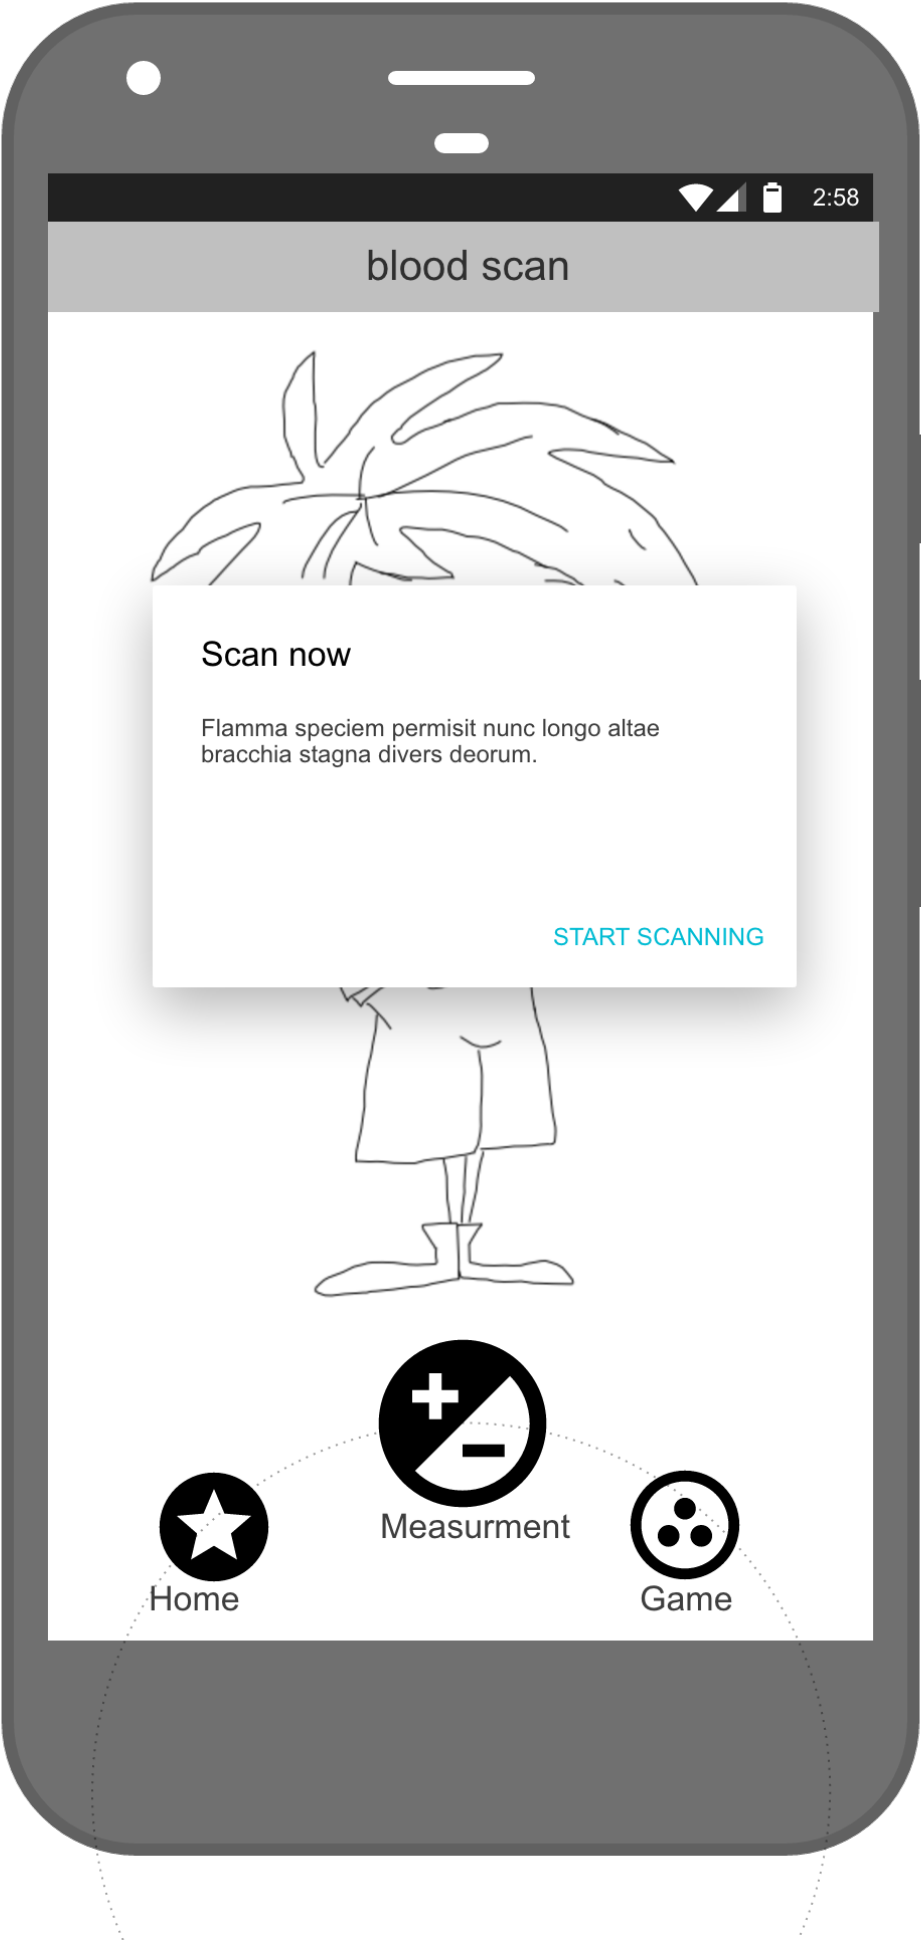 2:58
blood scan
Scan now
Flamma speciem permisit nunc longo altae
bracchia stagna divers deorum.
START SCANNING
Measurment
Home
Game